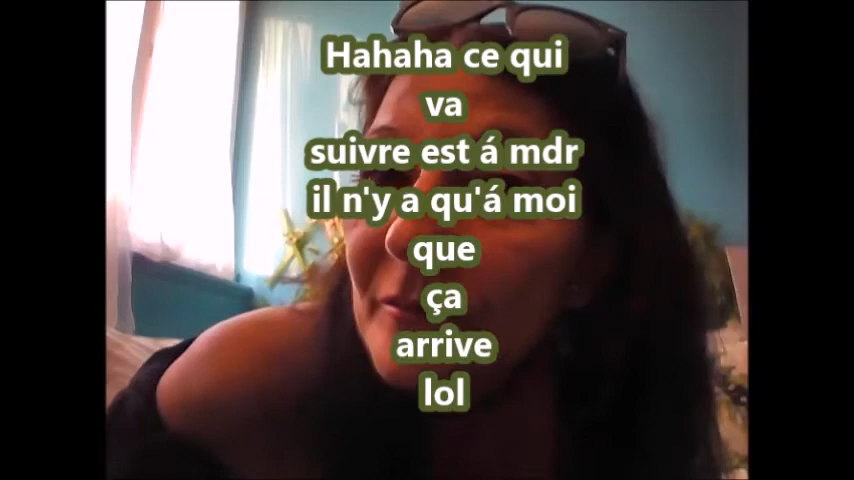 Hahaha ce qui
va
suivre est á mdr
il n'y a qu'á moi
que
ça
arrive
lol